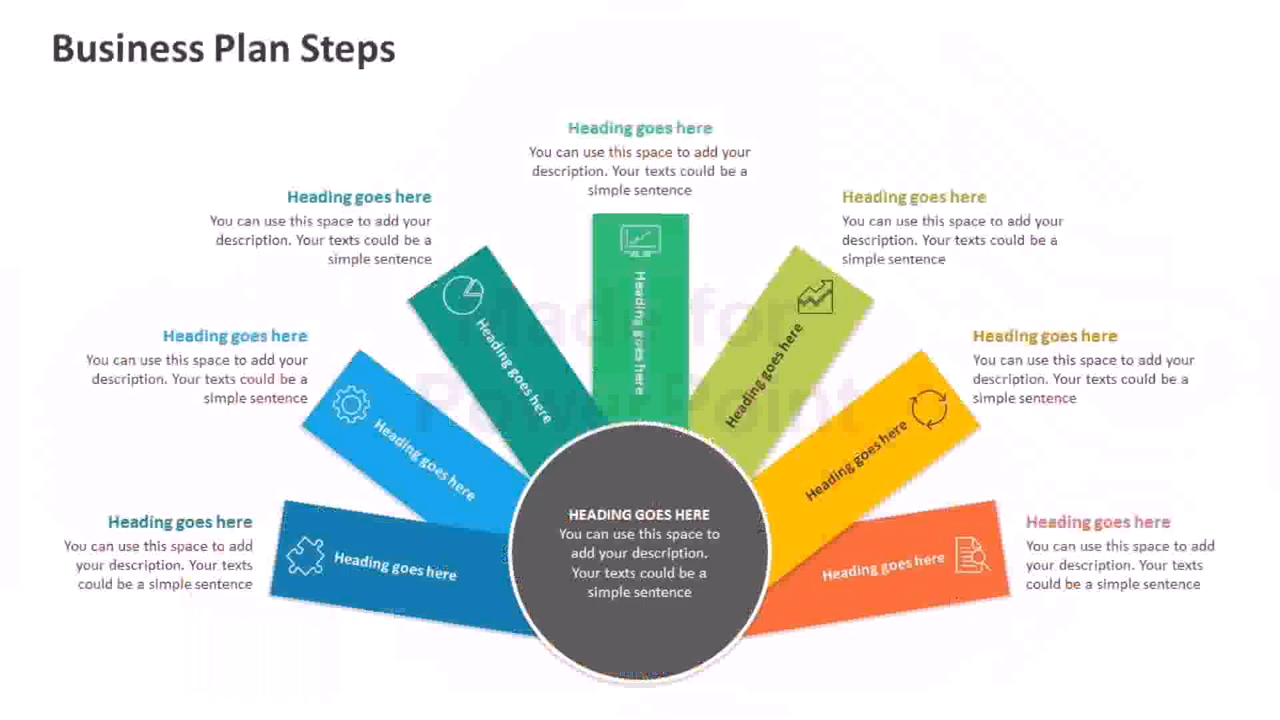 Business Plan Steps
Heading goes here
You can use this space to add your
description. Your texts could be a
simple sentence
Heading goes here
You can use this space to add your
description. Your texts could be a
simple sentence
Heading goes here
You can use this space to add your
description. Your texts could be a
simple sentence
Heading goes here
You can use this space to add your
description. Your texts could be a
simple sentence
Heading goes here
You can use this space to add your
description. Your texts could be a
simple sentence
Heading goes here
You can use this space to add
your description. Your texts
could be a simple sentence
Heading goes here
You can use this space to add
your description. Your texts
could be a simple sentence
Heading goes here
Heading goes here
Heading goes here
Heading goes here
Heading goes here
Heading goes here
Heading goes here
HEADING GOES HERE
You can use this space to
add your description.
Your texts could be a
simple sentence
Made for
PowerPoint